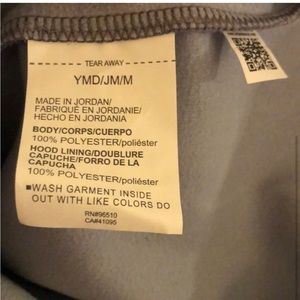 TEAR AWAY
YMD/JM/M
MADE IN JORDAN/
FABRIQUÉ EN JORDANIE/
HECHO EN JORDANIA
BODY/CORPS/CUERPO
100% POLYESTER/poliéster
HOOD LINING/DOUBLURE
CAPUCHE/FORRO DE LA
CAPUCHA
100% POLYESTER/poliéster
■WASH GARMENT INSIDE
OUT WITH LIKE COLORS DO
RN#96510
CA#41095